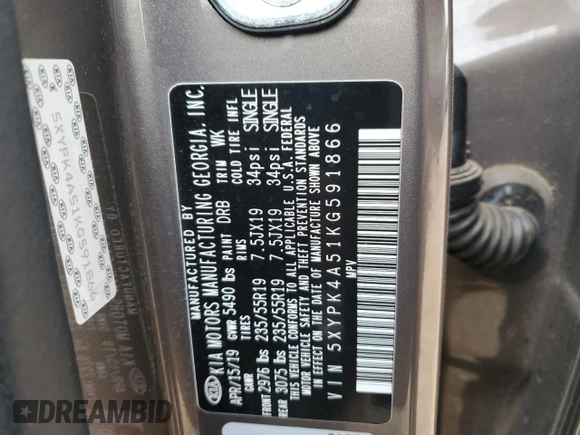 MANUFACTURED BY
KIA MOTORS MANUFACTURING GEORGIA, INC.
APR/15/19 GVWR 5490 lbs PAINT DRB TRIM WK
GAWR TIRES RIMS COLD TIRE INFL
FRONT 2976 lbs 235/55R19 7.5JX19 34psi SINGLE
REAR 3075 lbs 235/55R19 7.5JX19 34psi SINGLE
THIS VEHICLE CONFORMS TO ALL APPLICABLE U.S.A. FEDERAL
MOTOR VEHICLE SAFETY BUMPER, AND THEFT PREVENTION STANDARDS
IN EFFECT ON THE DATE OF MANUFACTURE SHOWN ABOVE
VIN 5XYPK4A51KG591866
MPV
KIA
5XYPK4A51KG591866
DREAMBID